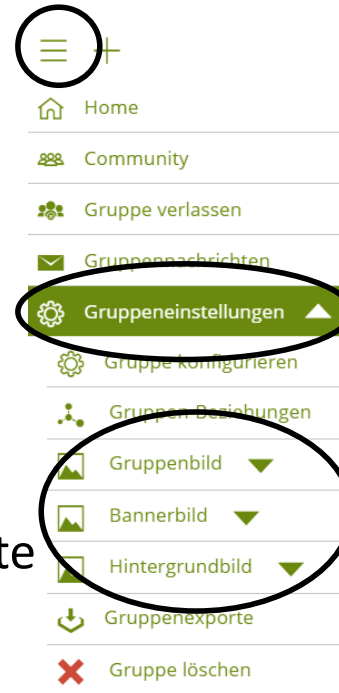 Home
Community
Gruppe verlassen
Gruppennachrichten
Gruppeneinstellungen
Gruppe konfigurieren
Gruppen Beziehungen
Gruppenbild
Bannerbild
te
Hintergrundbild
Gruppenexporte
Gruppe löschen